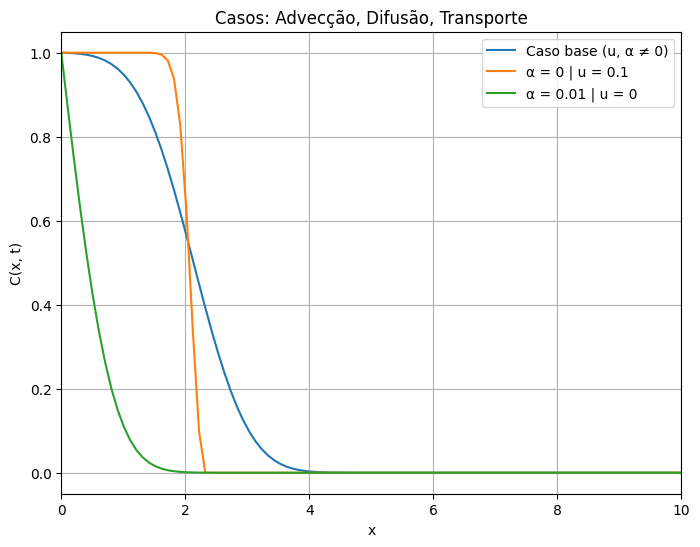 Casos: Advecção, Difusão, Transporte
Caso base (u, α ≠ 0)
α = 0 | u = 0.1
α = 0.01 | u = 0
C(x, t)
1.0
0.8
0.6
0.4
0.2
0.0
0 2 4 6 8 10
x